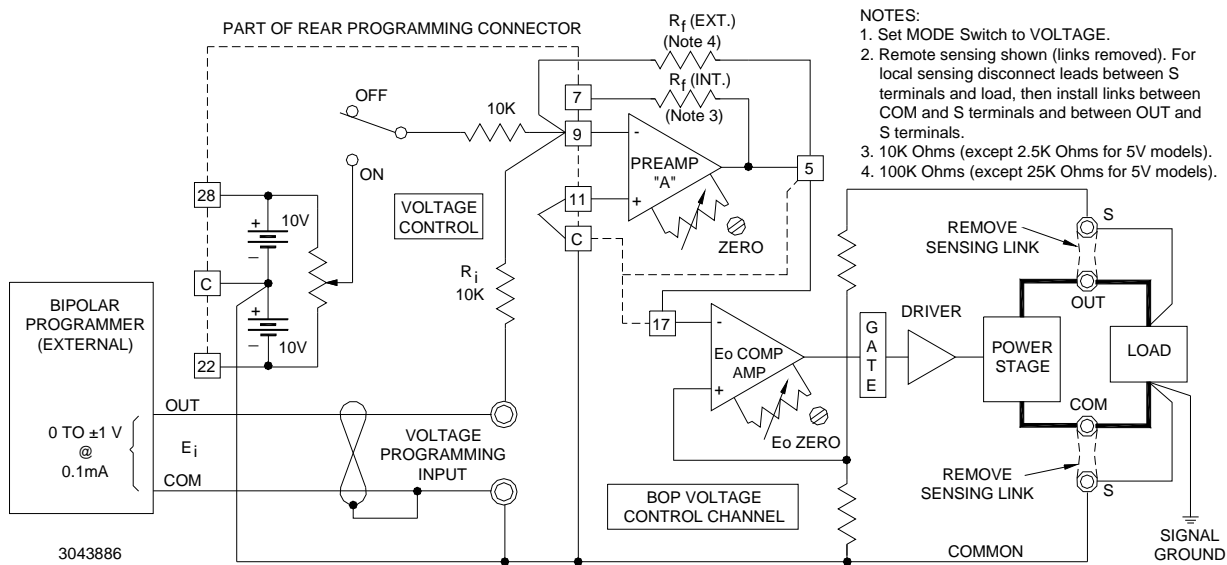 PART OF REAR PROGRAMMING CONNECTOR
OFF
ON
10K
28
10V
+
–
C
+
–
10V
22
VOLTAGE
CONTROL
Ri
10K
BIPOLAR
PROGRAMMER
(EXTERNAL)
0 TO ±1 V
@
0.1mA
Ei
OUT
COM
VOLTAGE
PROGRAMMING
INPUT
3043886
Rf (EXT.)
(Note 4)
Rf (INT.)
(Note 3)
7
9
11
C
-
+
PREAMP
"A"
ZERO
5
17
-
+
Eo COMP
AMP
Eo ZERO
GATE
DRIVER
POWER
STAGE
BOP VOLTAGE
CONTROL CHANNEL
COMMON
NOTES:
1. Set MODE Switch to VOLTAGE.
2. Remote sensing shown (links removed). For
local sensing disconnect leads between S
terminals and load, then install links between
COM and S terminals and between OUT and
S terminals.
3. 10K Ohms (except 2.5K Ohms for 5V models).
4. 100K Ohms (except 25K Ohms for 5V models).
REMOVE
SENSING LINK
S
OUT
LOAD
COM
REMOVE
SENSING LINK
S
SIGNAL
GROUND